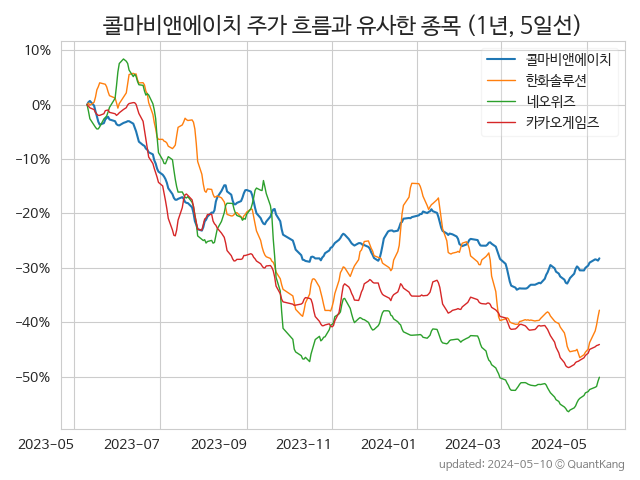 콜마비앤에이치 주가 흐름과 유사한 종목 (1년, 5일선)
콜마비앤에이치
한화솔루션
네오위즈
카카오게임즈
10%
0%
−10%
−20%
−30%
−40%
−50%
2023-05 2023-07 2023-09 2023-11 2024-01 2024-03 2024-05
updated: 2024-05-10 © QuantKang